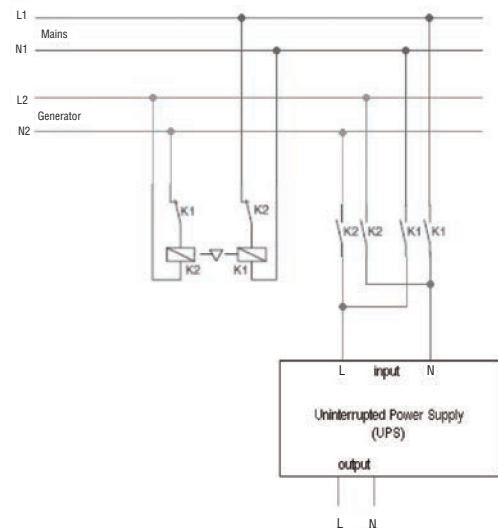 L1
Mains
N1
L2
Generator
N2
K1 K2
K2 K2 K1 K1
K2 K1
L input N
Uninterrupted Power Supply
(UPS)
output
L N